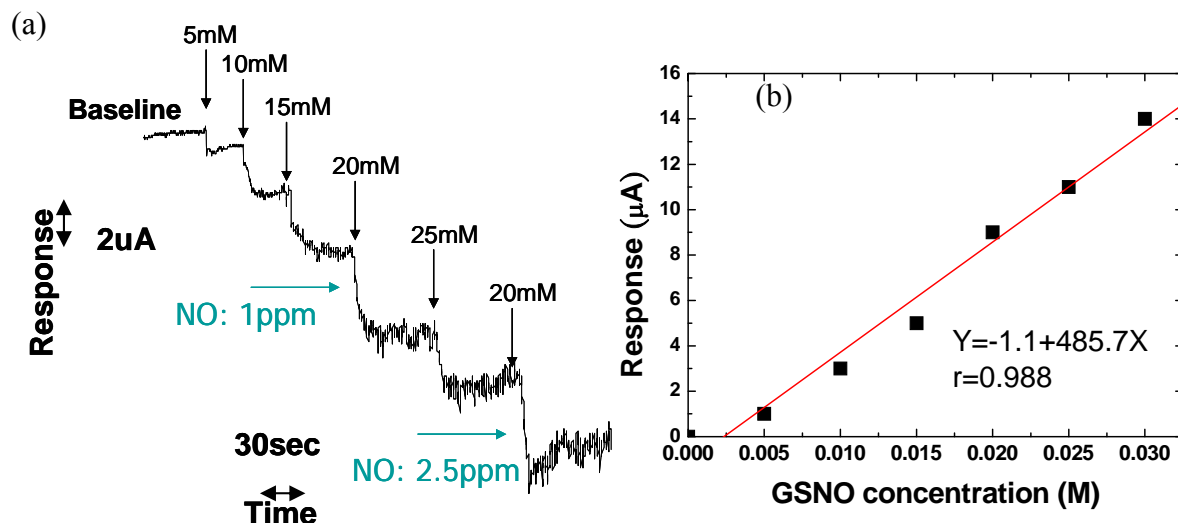 (a)
5mM
10mM
15mM
Baseline
20mM
Response
2uA
25mM
NO: 1ppm
20mM
30sec
NO: 2.5ppm
Time
(b)
16
14
12
10
8
6
4
2
0
Response (μA)
Y=-1.1+485.7X
r=0.988
0.000 0.005 0.010 0.015 0.020 0.025 0.030
GSNO concentration (M)